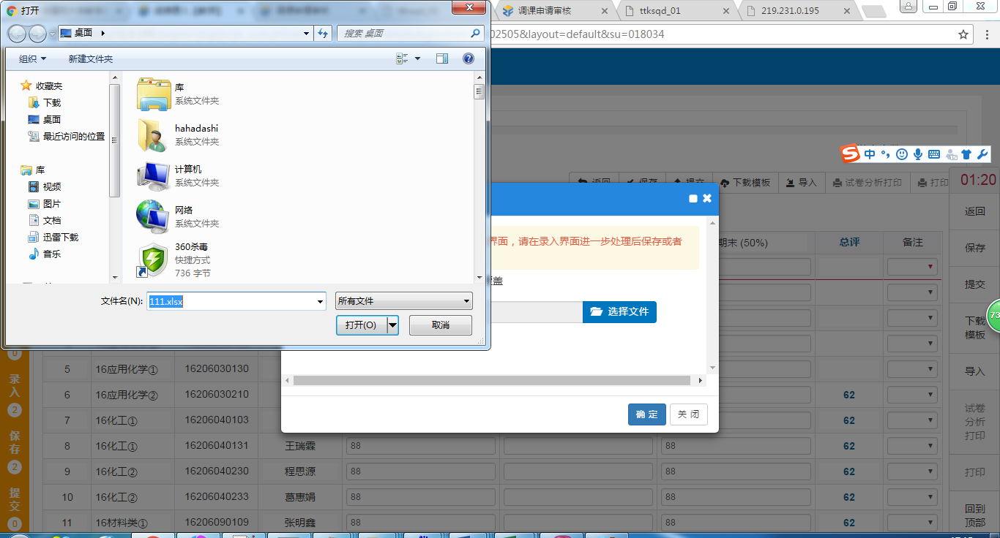 打开
调课申请审核
ttksqd_01
219.231.0.195
桌面
搜索 桌面
02505&layout=default&su=018034
组织
新建文件夹
收藏夹
下载
桌面
最近访问的位置
库
视频
图片
文档
迅雷下载
音乐
库
系统文件夹
hahadashi
系统文件夹
计算机
系统文件夹
网络
系统文件夹
360杀毒
快捷方式
736 字节
文件名(N):
111.xlsx
所有文件
打开(O)
取消
中
返回
保存
提交
下载模板
导入
试卷分析打印
打印
01:20
界面，请在录入界面进一步处理后保存或者
盖
选择文件
确 定
关 闭
期末 (50%)
总评
备注
5 16应用化学① 16206030130
6 16应用化学② 16206030210 62
7 16化工① 16206040103 62
8 16化工① 16206040131 王瑞霖 88 88 62
9 16化工② 16206040230 程思源 88 88 62
10 16化工② 16206040233 葛惠娟 88 88 62
11 16材料类① 16206090109 张明鑫 88 88 62
0
录入
2
保存
2
提交
0
返回
保存
提交
下载
模板
导入
试卷
分析
打印
打印
回到
顶部
73